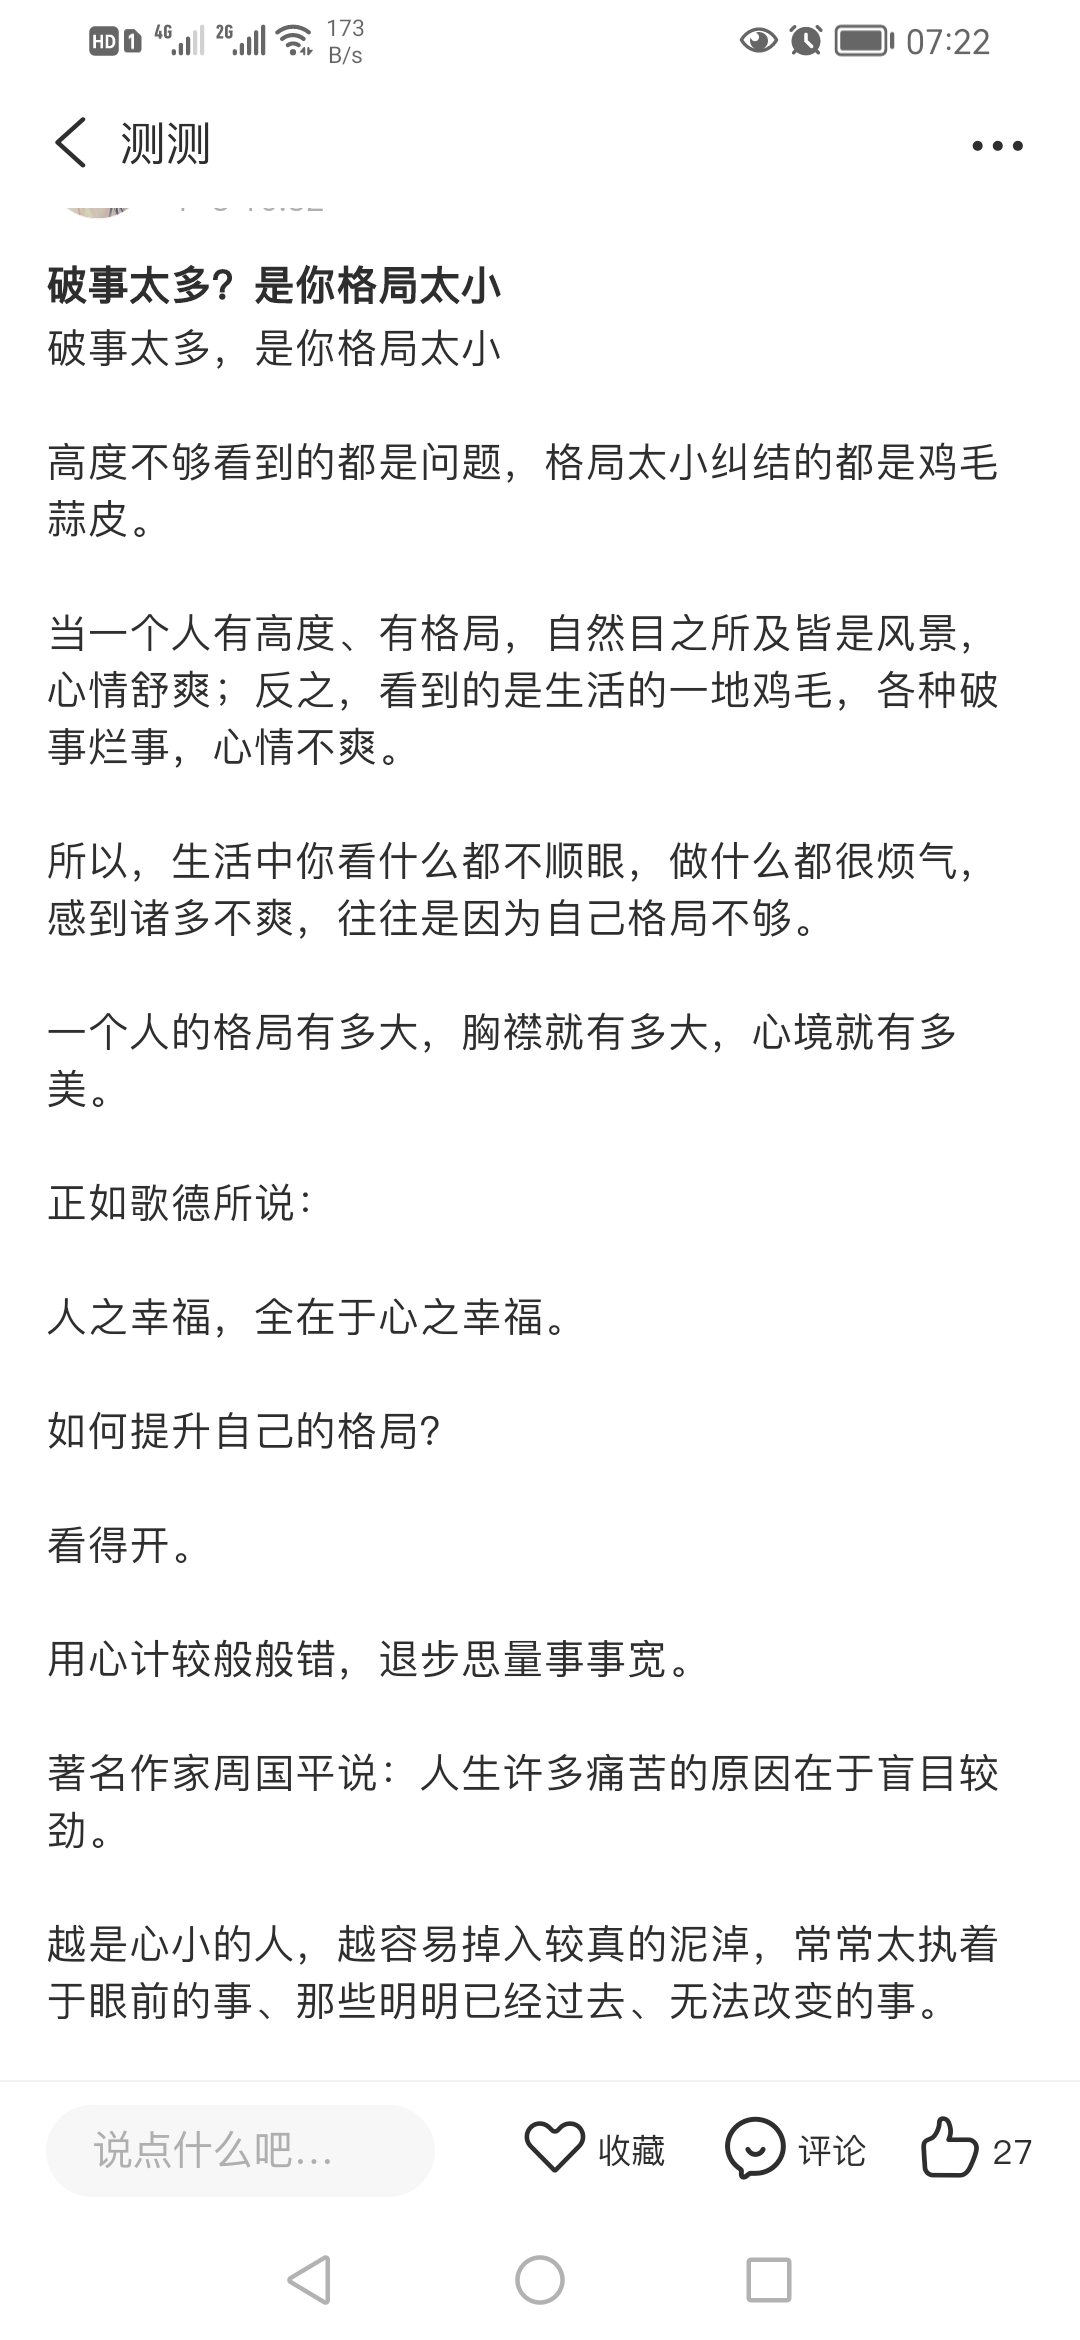 HD 1 4G 2G 173 B/s 07:22
测测
破事太多？是你格局太小
破事太多，是你格局太小
高度不够看到的都是问题，格局太小纠结的都是鸡毛
蒜皮。
当一个人有高度、有格局，自然目之所及皆是风景，
心情舒爽；反之，看到的是生活的一地鸡毛，各种破
事烂事，心情不爽。
所以，生活中你看什么都不顺眼，做什么都很烦气，
感到诸多不爽，往往是因为自己格局不够。
一个人的格局有多大，胸襟就有多大，心境就有多
美。
正如歌德所说：
人之幸福，全在于心之幸福。
如何提升自己的格局？
看得开。
用心计较般般错，退步思量事事宽。
著名作家周国平说：人生许多痛苦的原因在于盲目较
劲。
越是心小的人，越容易掉入较真的泥淖，常常太执着
于眼前的事、那些明明已经过去、无法改变的事。
说点什么吧... 收藏 评论 27